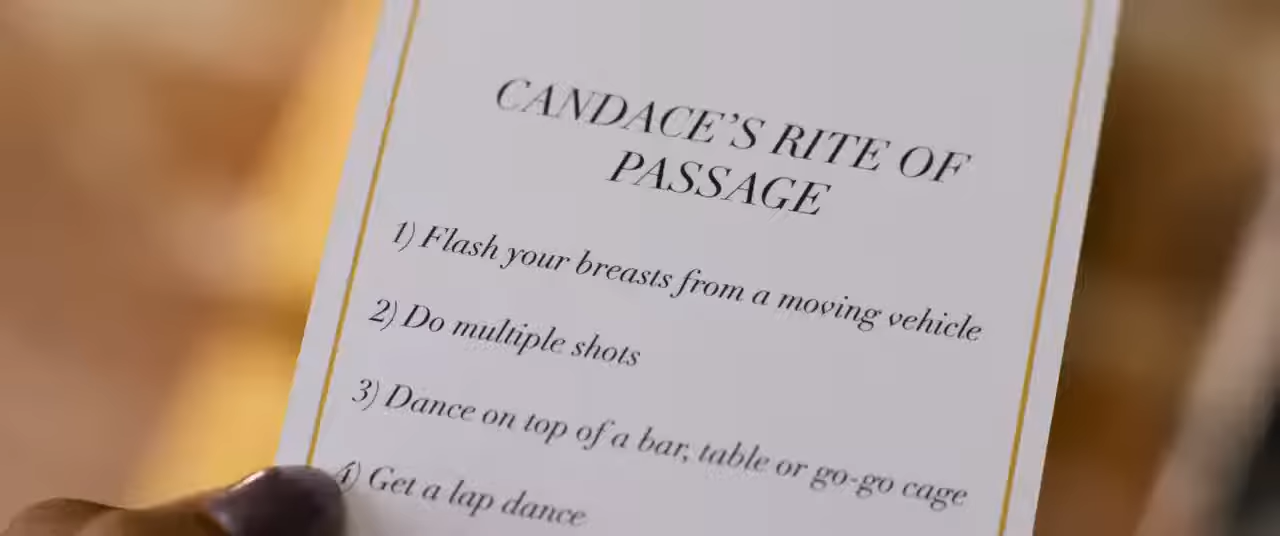 CANDACE’S RITE OF
PASSAGE
1) Flash your breasts from a moving vehicle
2) Do multiple shots
3) Dance on top of a bar, table or go-go cage
4) Get a lap dance